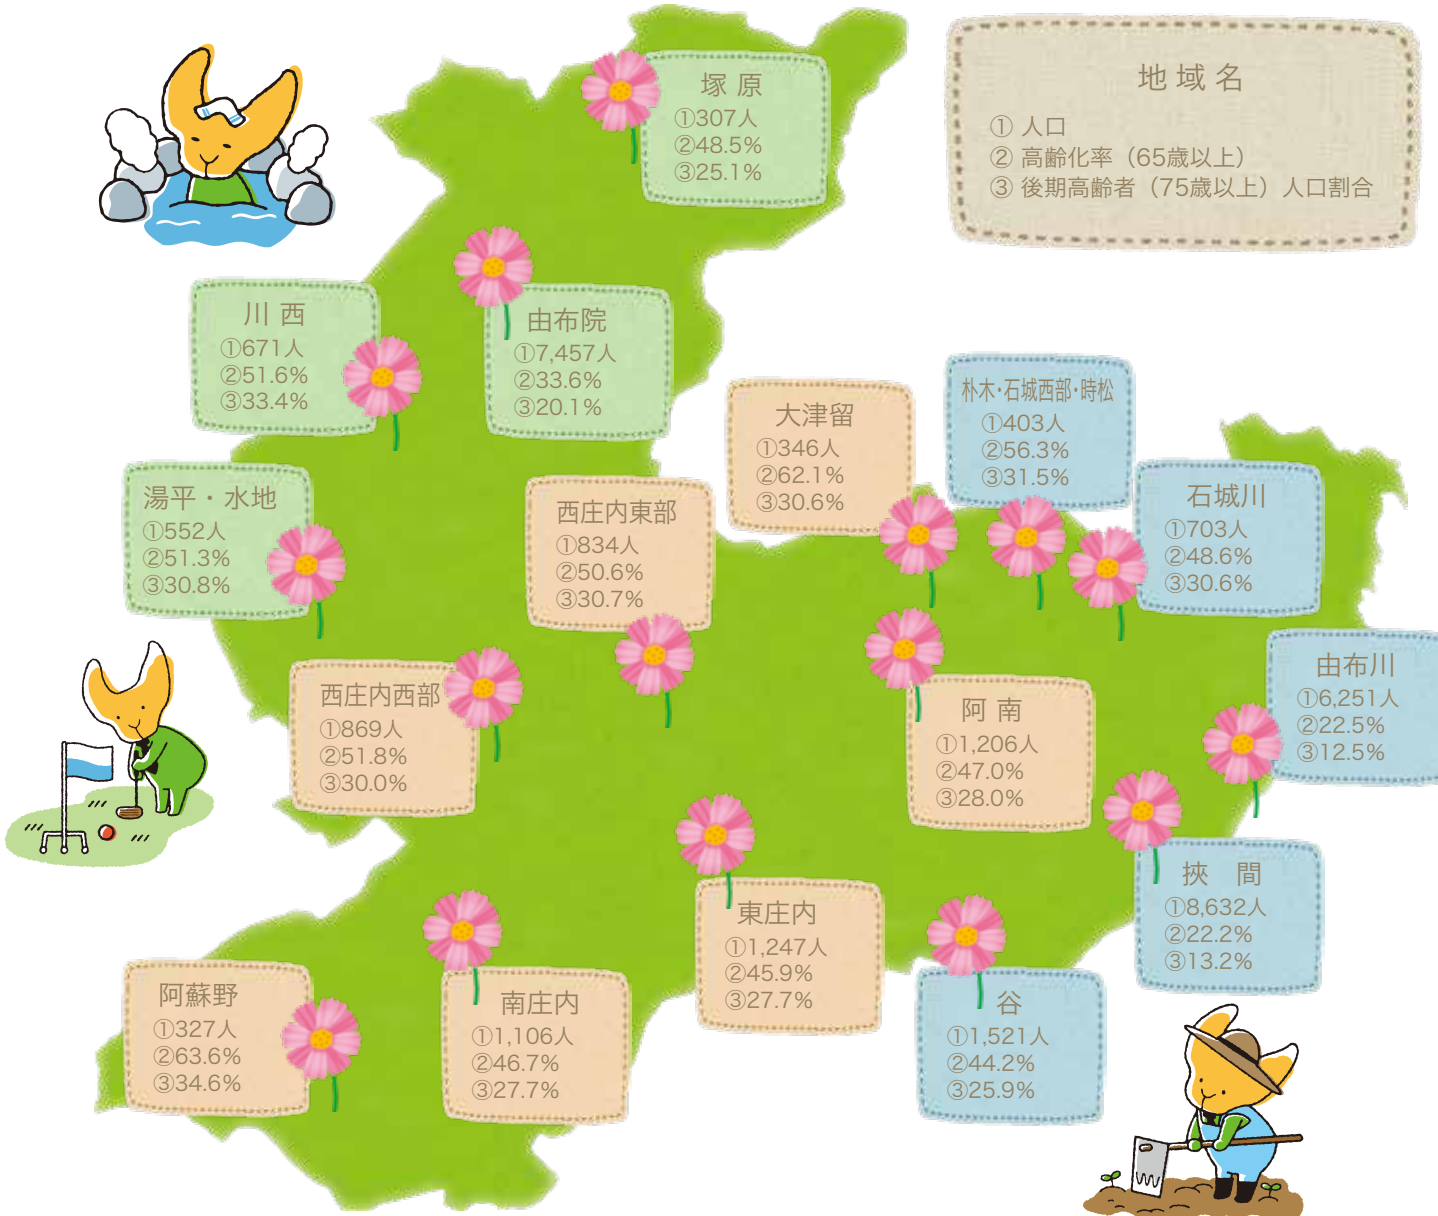 地域名
① 人口
② 高齢化率（65歳以上）
③ 後期高齢者（75歳以上）人口割合
塚 原
①307人
②48.5%
③25.1%
川 西
①671人
②51.6%
③33.4%
由布院
①7,457人
②33.6%
③20.1%
大津留
①346人
②62.1%
③30.6%
朴木・石城西部・時松
①403人
②56.3%
③31.5%
石城川
①703人
②48.6%
③30.6%
湯平・水地
①552人
②51.3%
③30.8%
西庄内東部
①834人
②50.6%
③30.7%
由布川
①6,251人
②22.5%
③12.5%
西庄内西部
①869人
②51.8%
③30.0%
阿 南
①1,206人
②47.0%
③28.0%
挾　間
①8,632人
②22.2%
③13.2%
東庄内
①1,247人
②45.9%
③27.7%
阿蘇野
①327人
②63.6%
③34.6%
南庄内
①1,106人
②46.7%
③27.7%
谷
①1,521人
②44.2%
③25.9%